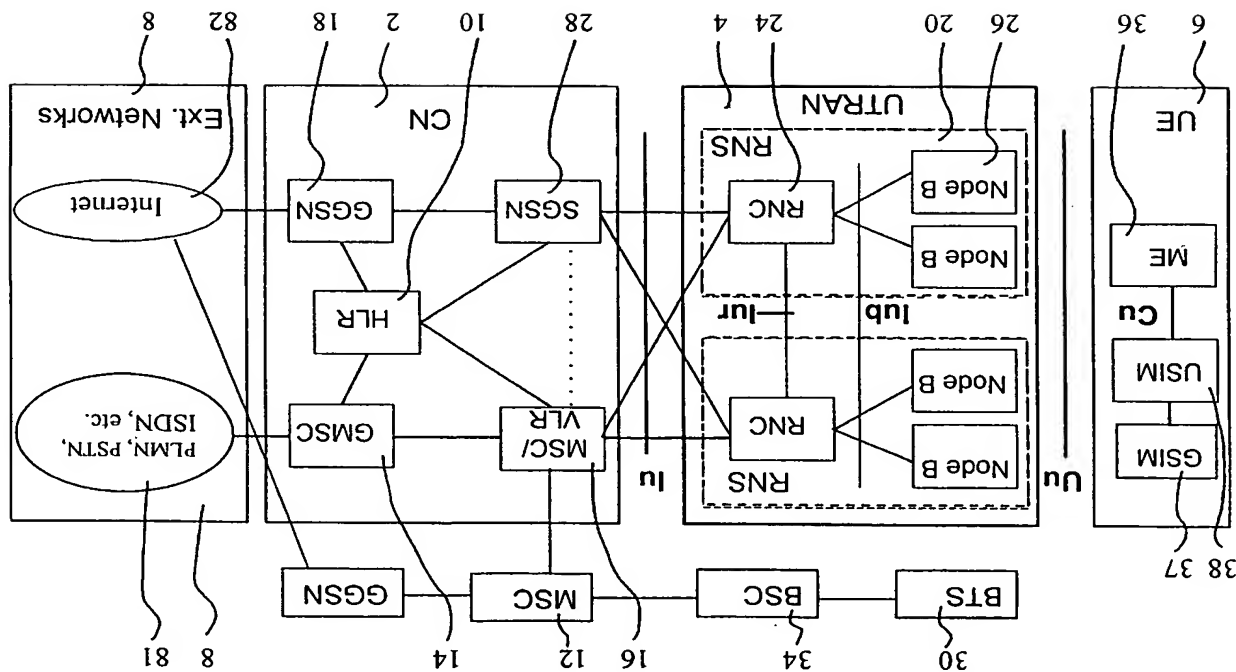 30 34 16 12 14 8 81
38 37
BTS BSC MSC GGSN
GSIM
USIM
Cu
ME
UE
Uu
RNS
Node B
Node B
RNC
Iub
Iur
Node B
Node B
RNC
RNS
UTRAN
Iu
MSC/
VLR
GMSC
HLR
SGSN
GGSN
CN
PLMN, PSTN,
ISDN, etc.
Internet
Ext. Networks
6 36 26 20 24 4 28 10 2 18 82 8